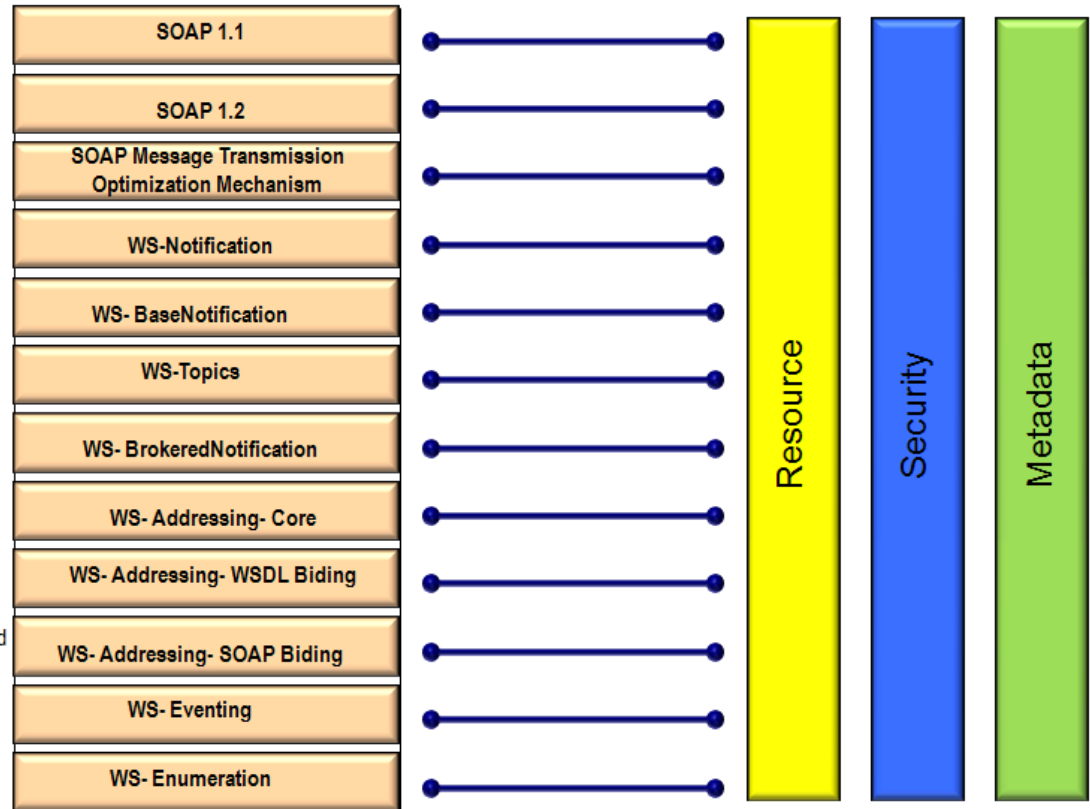 SOAP 1.1
SOAP 1.2
SOAP Message Transmission
Optimization Mechanism
WS-Notification
WS- BaseNotification
WS-Topics
WS- BrokeredNotification
WS- Addressing- Core
WS- Addressing- WSDL Biding
WS- Addressing- SOAP Biding
WS- Eventing
WS- Enumeration
Resource
Security
Metadata